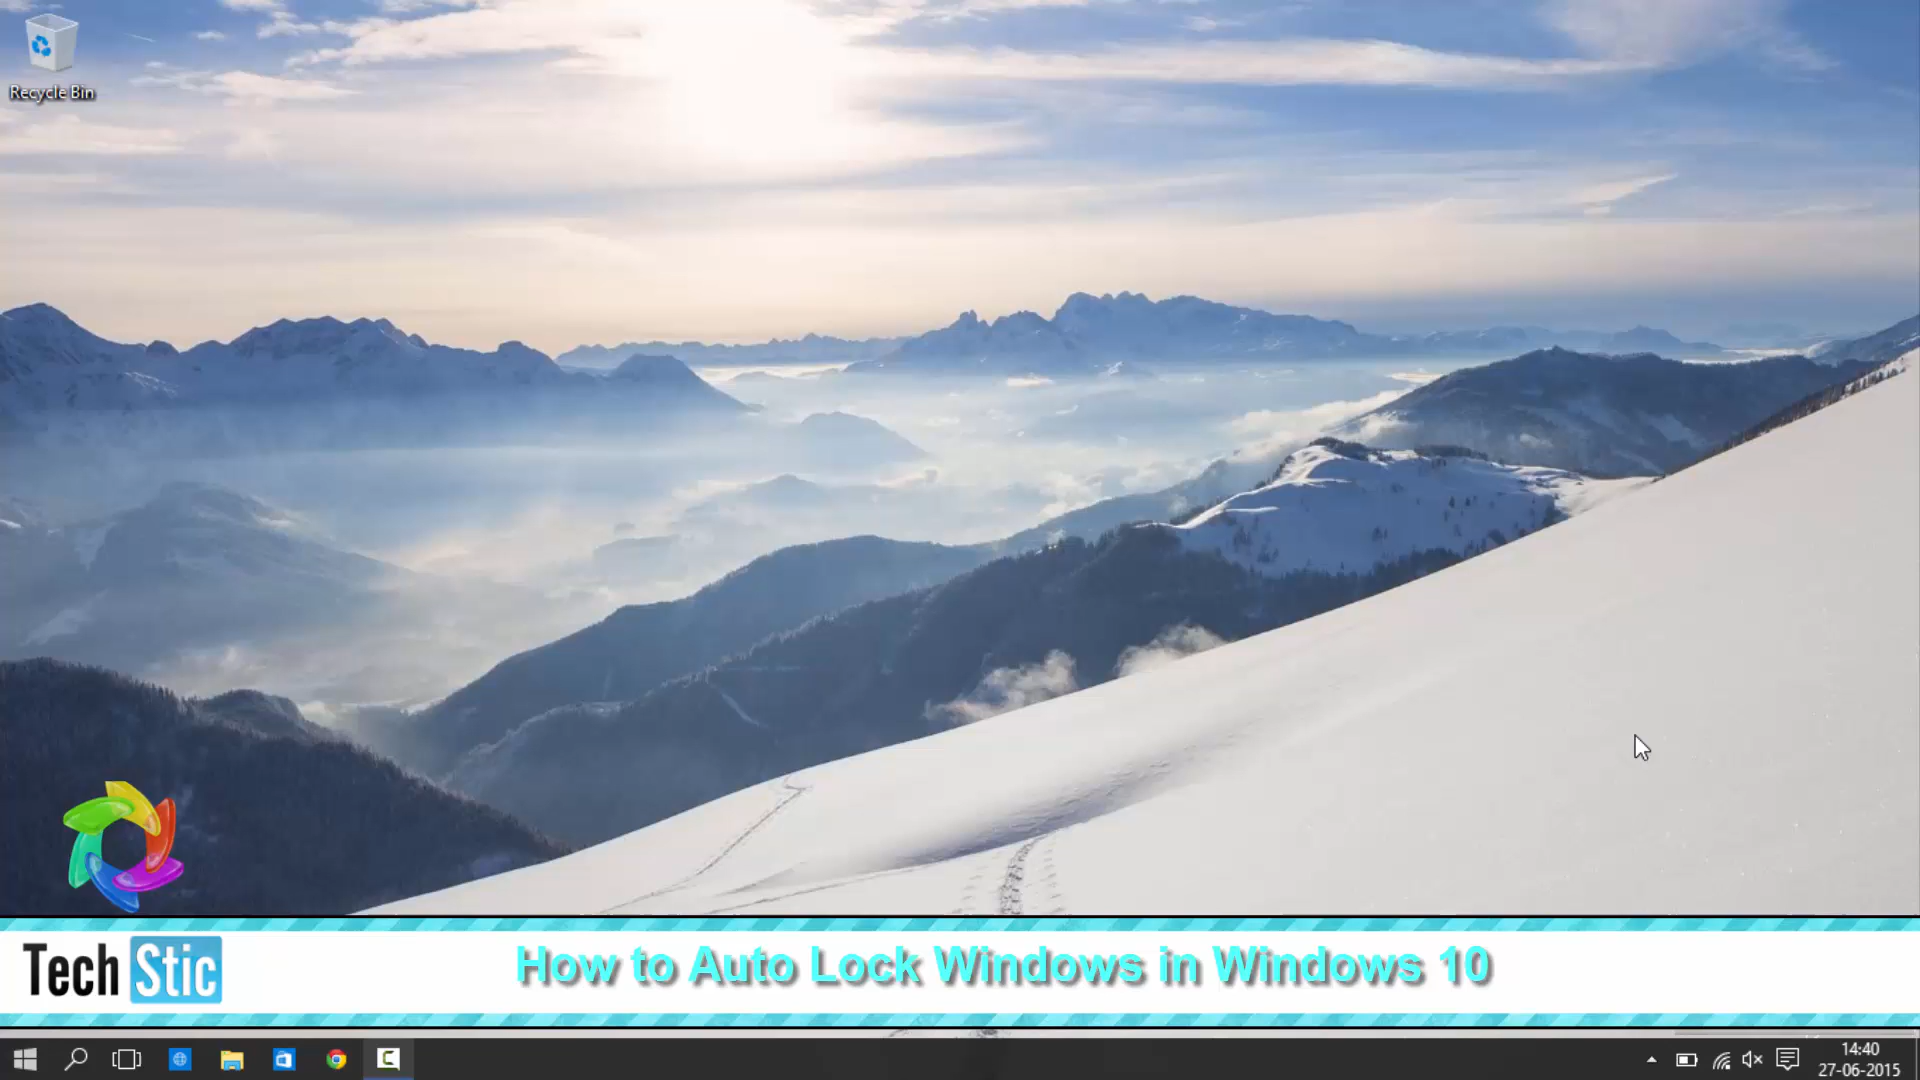 Recycle Bin
Tech Stic
How to Auto Lock Windows in Windows 10
14:40
27-06-2015